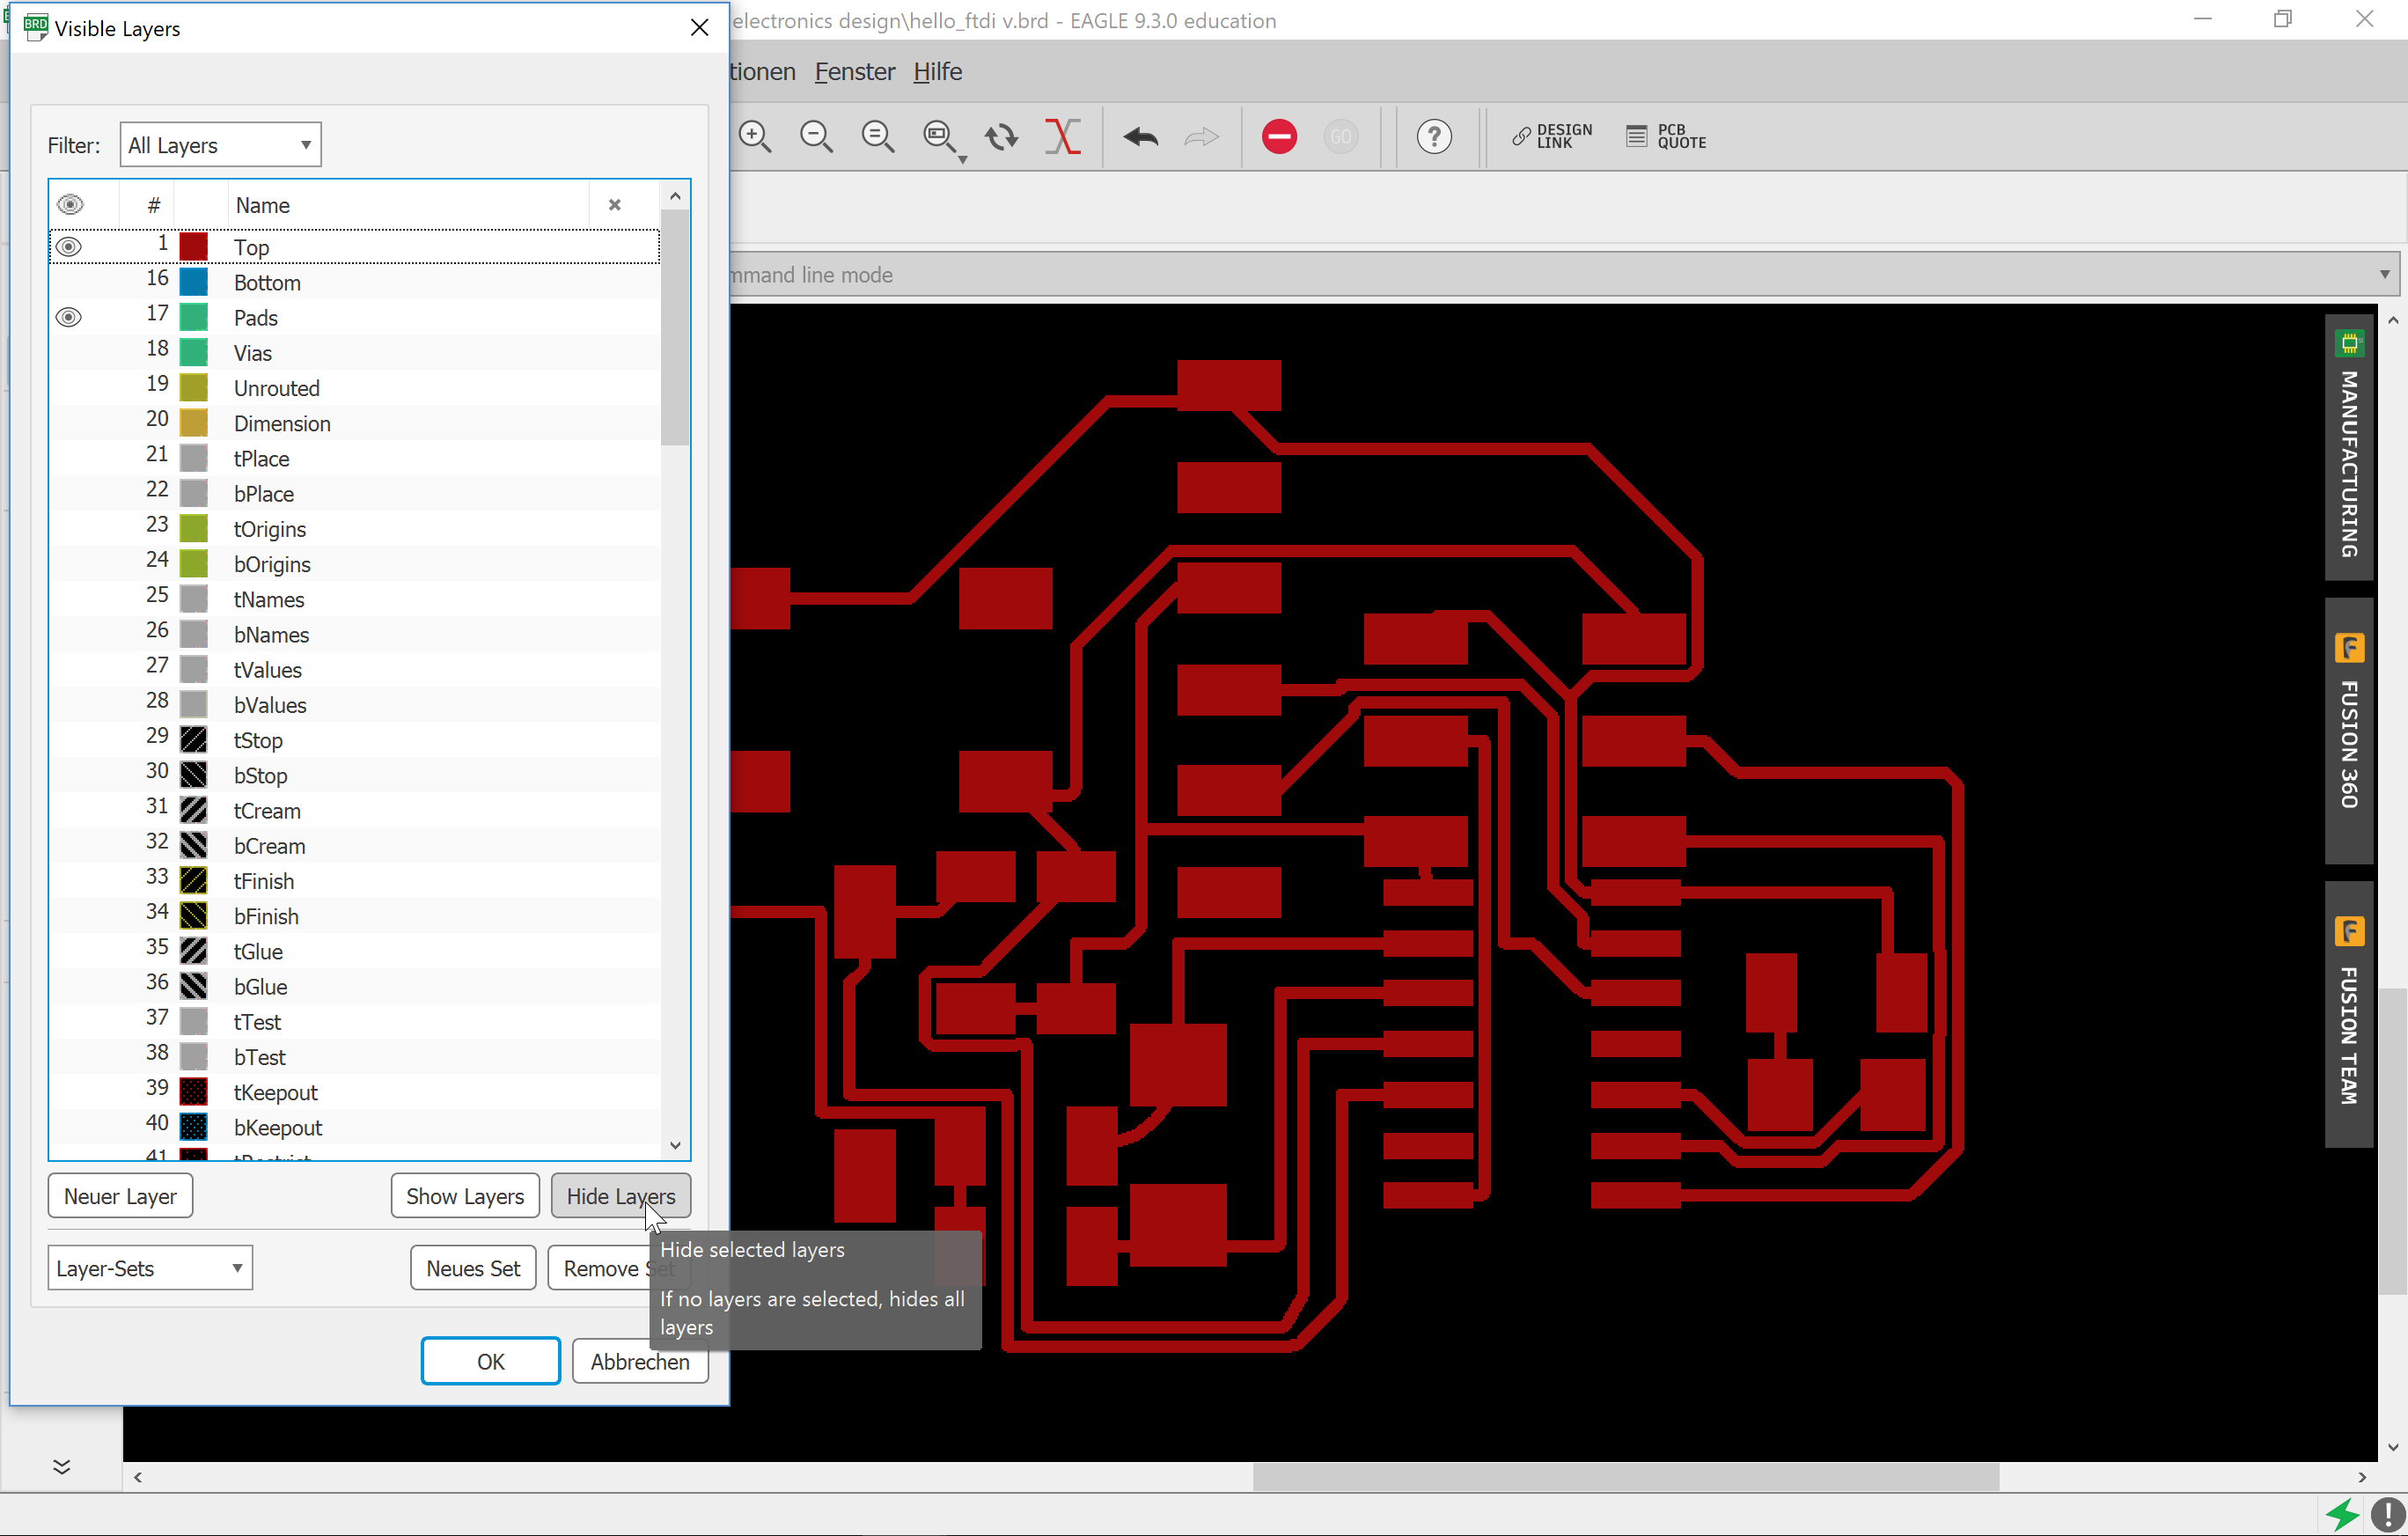 BRD Visible Layers
electronics design\hello_ftdi v.brd - EAGLE 9.3.0 education
tionen Fenster Hilfe
Filter: All Layers
GO ? DESIGN LINK PCB QUOTE
# Name
mmand line mode
1 Top
16 Bottom
17 Pads
18 Vias
19 Unrouted
20 Dimension
21 tPlace
22 bPlace
23 tOrigins
24 bOrigins
25 tNames
26 bNames
27 tValues
28 bValues
29 tStop
30 bStop
31 tCream
32 bCream
33 tFinish
34 bFinish
35 tGlue
36 bGlue
37 tTest
38 bTest
39 tKeepout
40 bKeepout
41
Neuer Layer Show Layers Hide Layers
Layer-Sets Neues Set Remove Set
Hide selected layers
If no layers are selected, hides all
layers
OK Abbrechen
MANUFACTURING
F FUSION 360
F FUSION TEAM